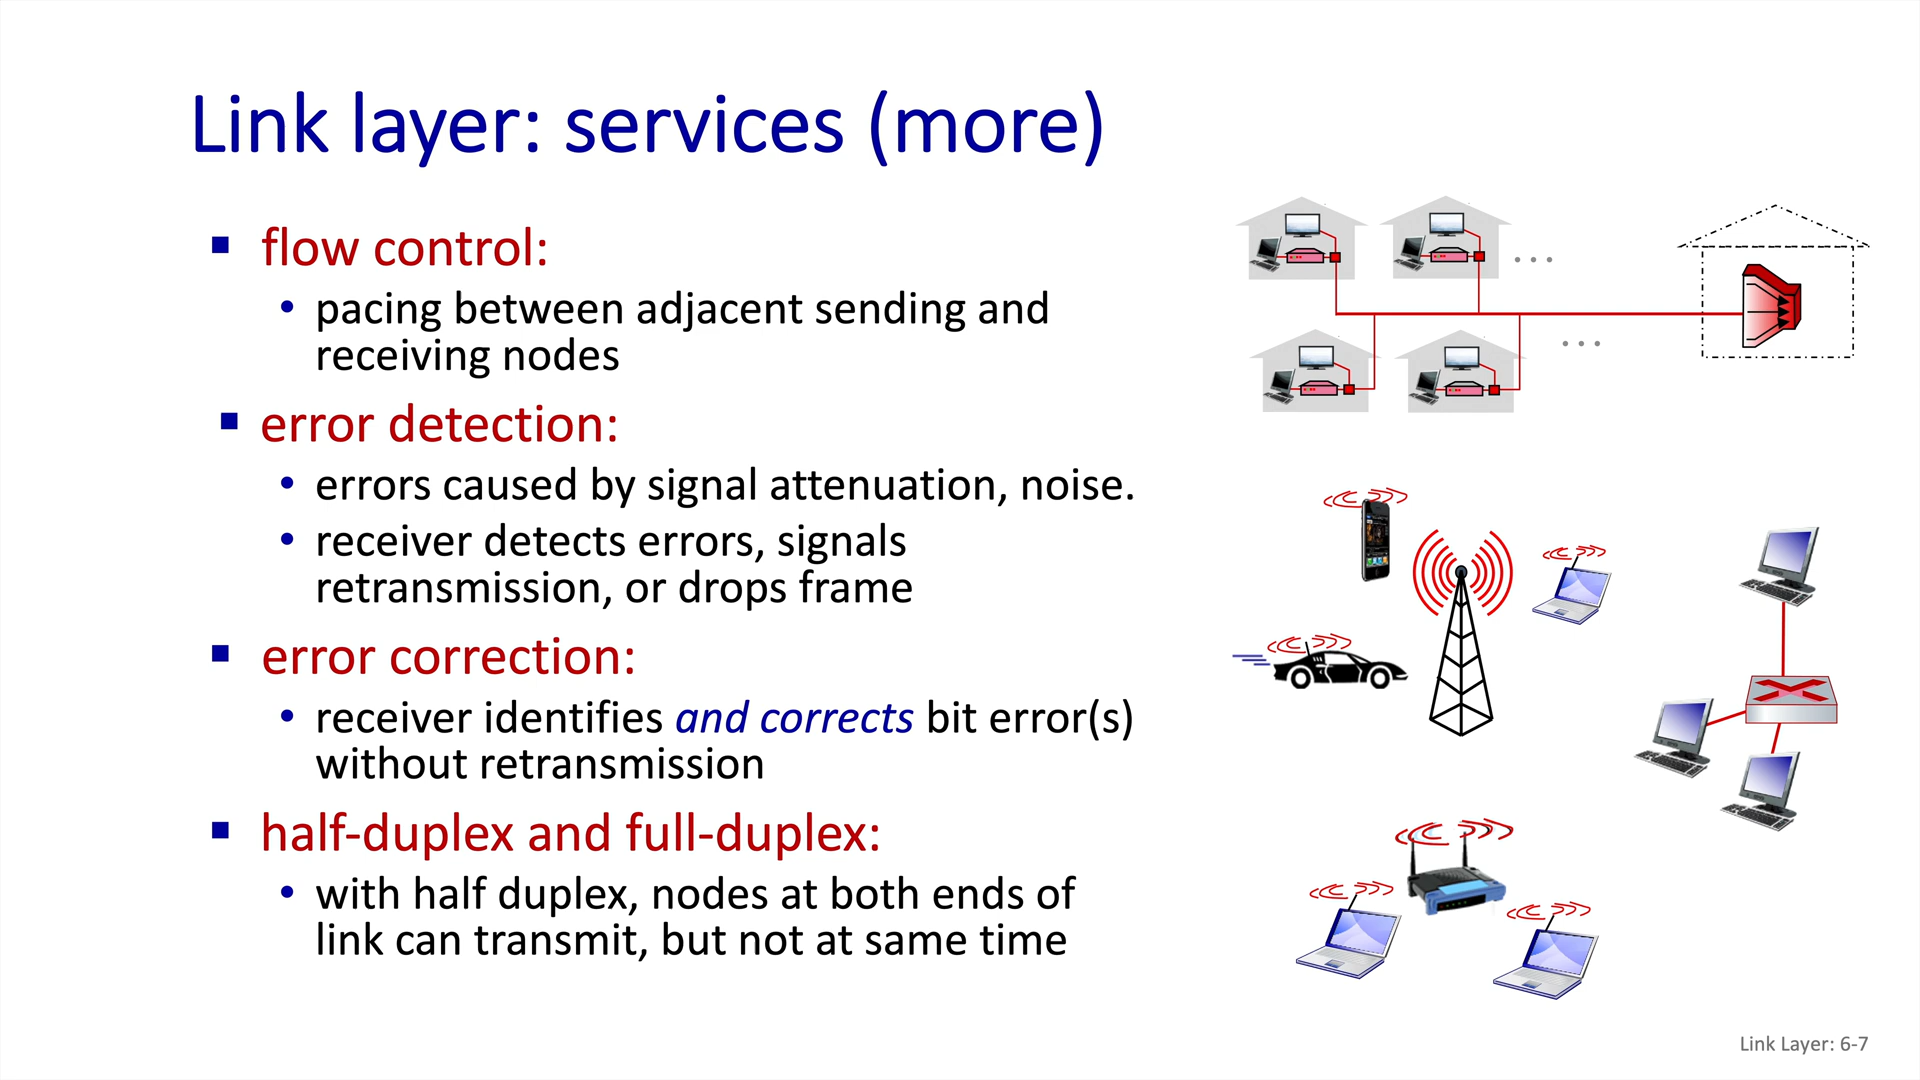 Link layer: services (more)
▪ flow control:
• pacing between adjacent sending and
receiving nodes
▪ error detection:
• errors caused by signal attenuation, noise.
• receiver detects errors, signals
retransmission, or drops frame
▪ error correction:
• receiver identifies and corrects bit error(s)
without retransmission
▪ half-duplex and full-duplex:
• with half duplex, nodes at both ends of
link can transmit, but not at same time
...
...
Link Layer: 6-7